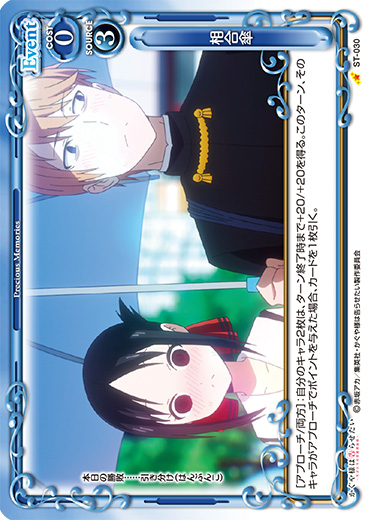 Event
COST
0
SOURCE
3
相合傘
ST-030
Precious Memories
本日の勝敗……引き分け(はんぶんこ)
[アプローチ/両方]:自分のキャラ2枚は、ターン終了時まで+20/+20を得る。このターン、その
キャラがアプローチでポイントを与えた場合、カードを1枚引く。
©赤坂アカ/集英社・かぐや様は告らせたい製作委員会
かぐや様は告らせたい